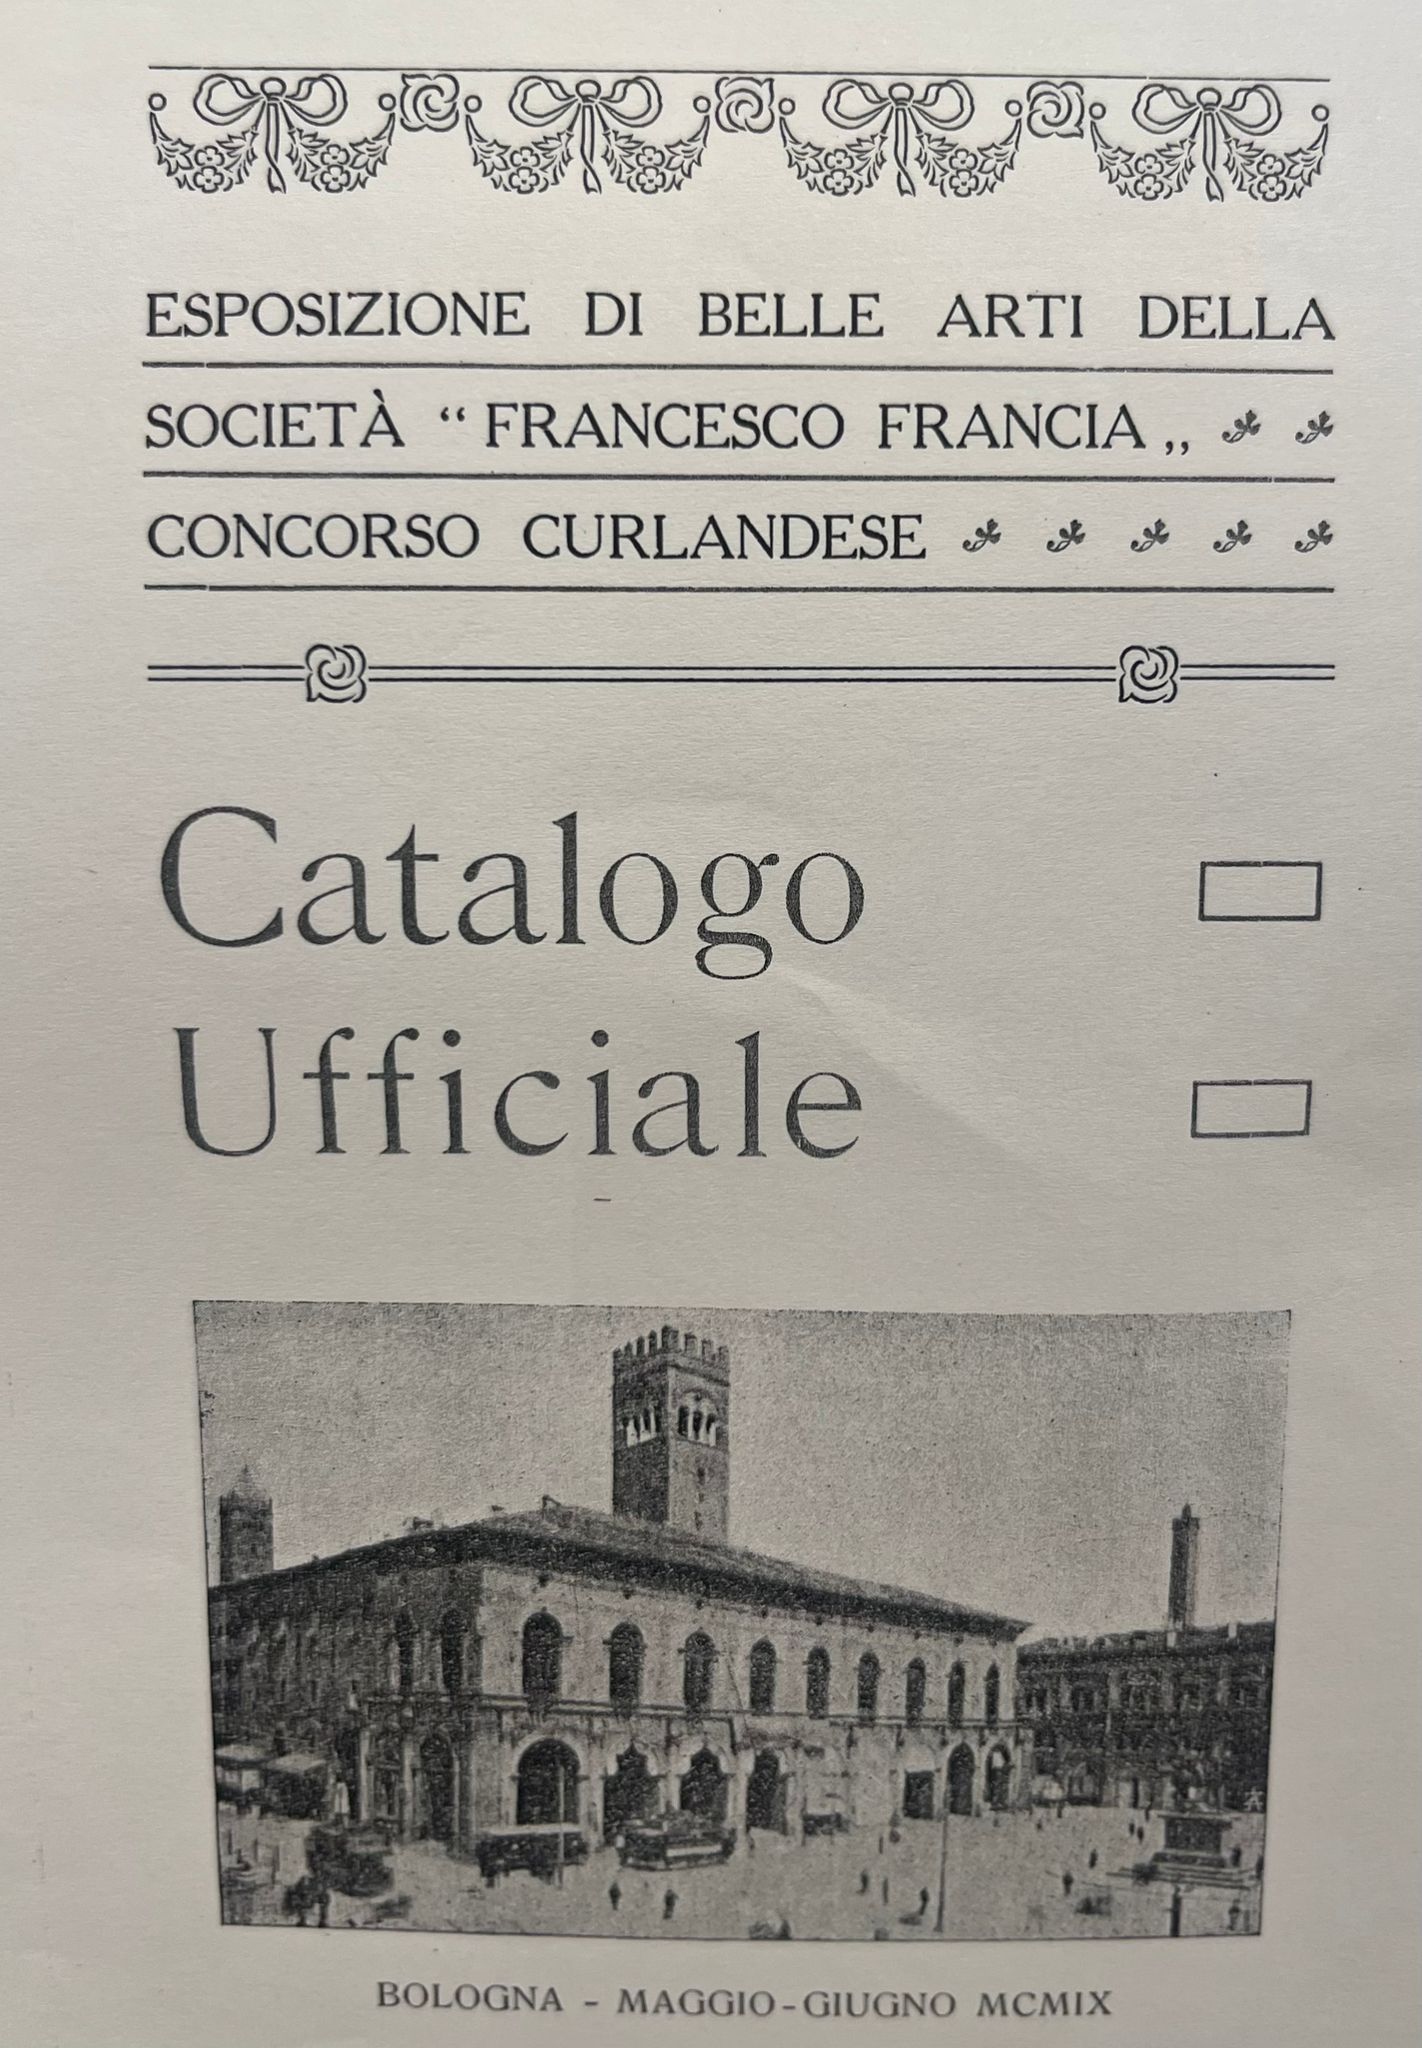 ESPOSIZIONE DI BELLE ARTI DELLA
SOCIETÀ “ FRANCESCO FRANCIA „
CONCORSO CURLANDESE
Catalogo
Ufficiale
BOLOGNA - MAGGIO-GIUGNO MCMIX